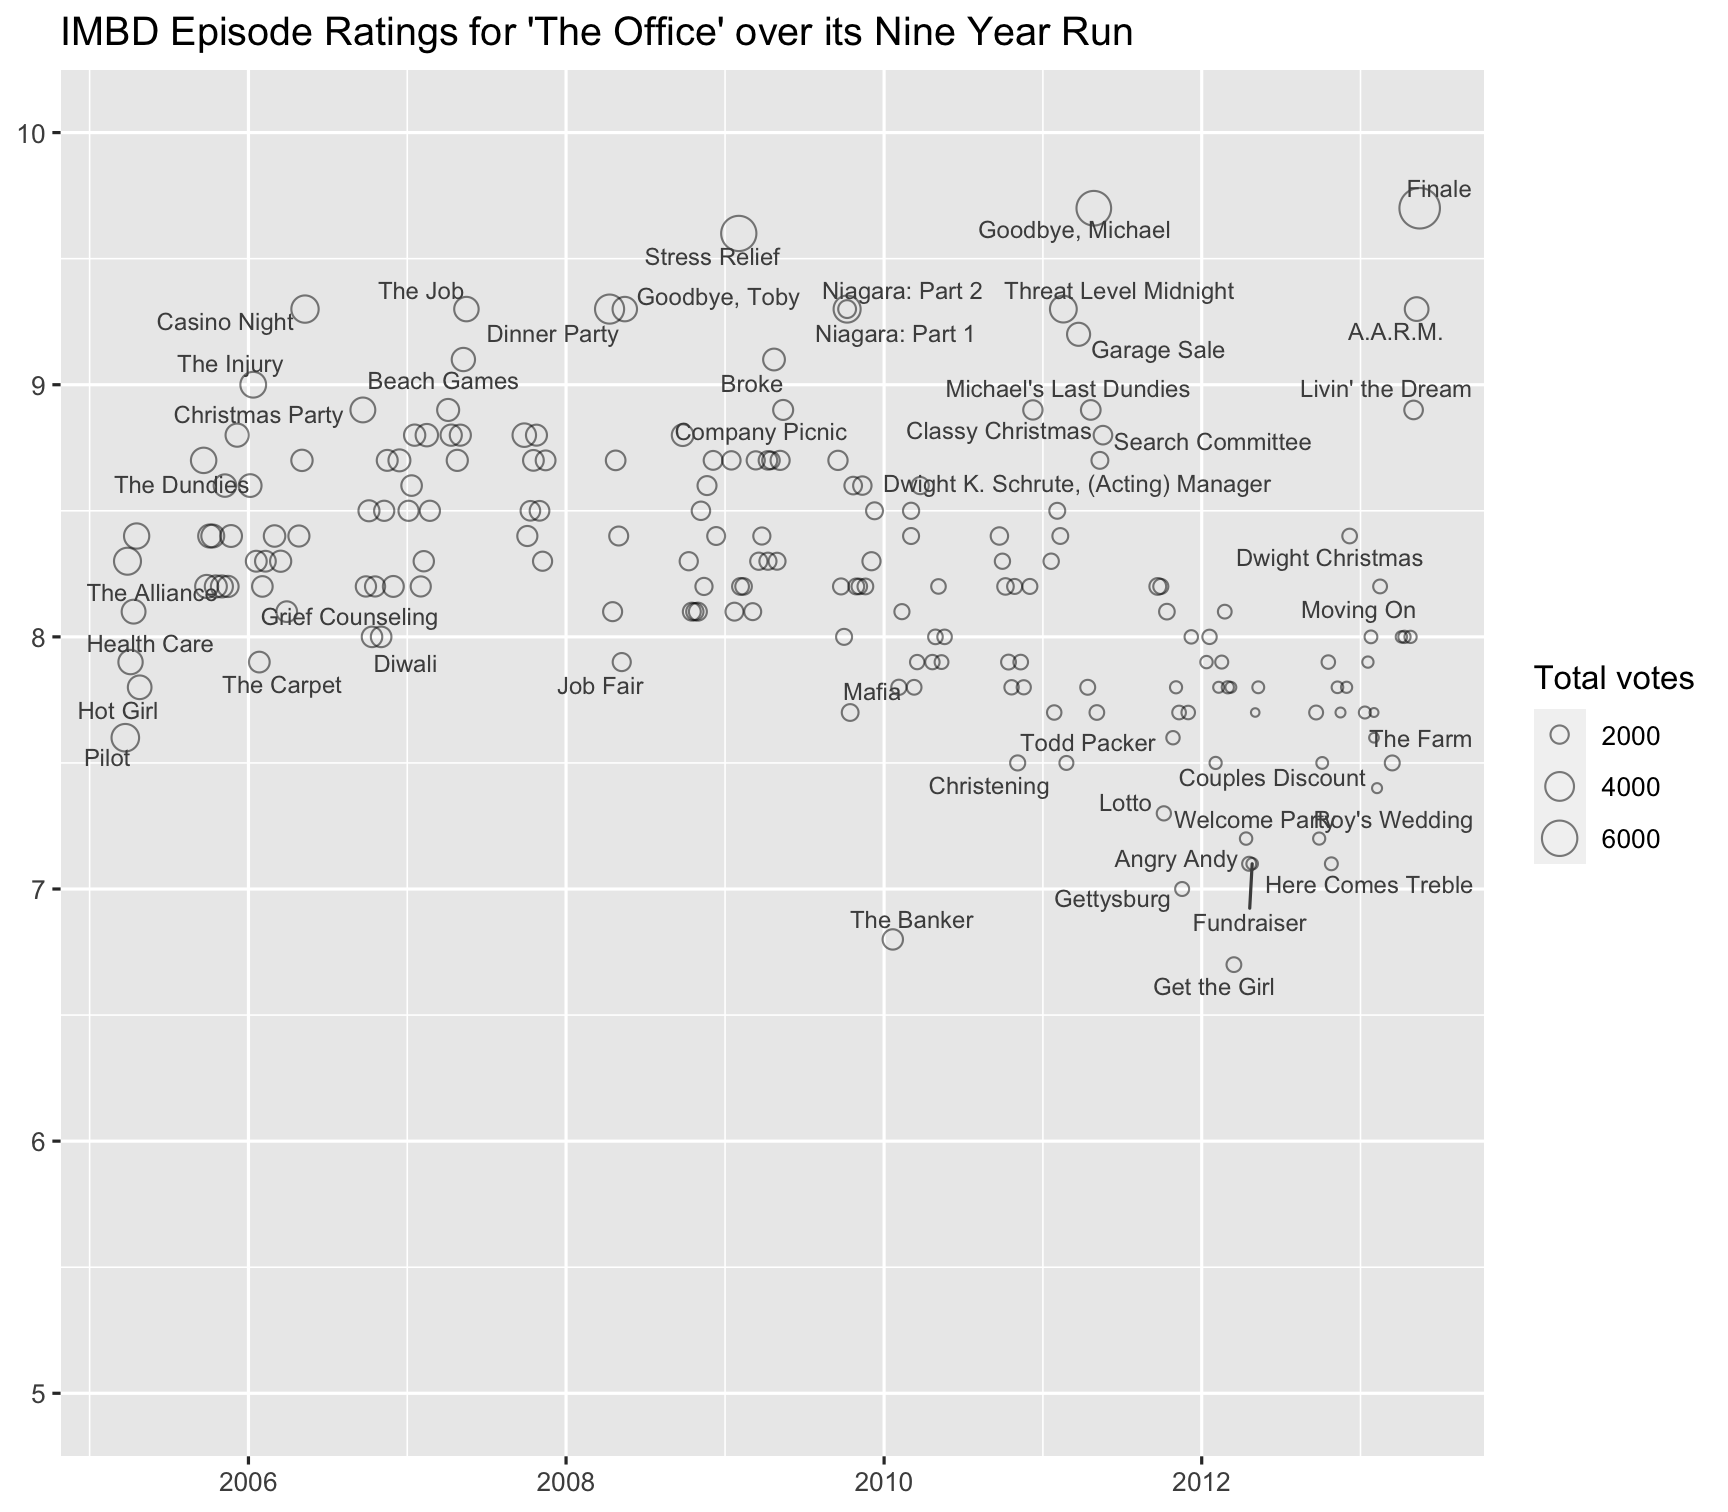 IMBD Episode Ratings for 'The Office' over its Nine Year Run
10
9
8
7
6
5
Finale
Goodbye, Michael
Stress Relief
The Job
Goodbye, Toby
Niagara: Part 2
Threat Level Midnight
Casino Night
Dinner Party
Niagara: Part 1
A.A.R.M.
Garage Sale
The Injury
Beach Games
Broke
Michael's Last Dundies
Livin' the Dream
Christmas Party
Company Picnic
Classy Christmas
Search Committee
The Dundies
Dwight K. Schrute, (Acting) Manager
Dwight Christmas
The Alliance
Grief Counseling
Moving On
Health Care
Diwali
The Carpet
Job Fair
Mafia
Hot Girl
Pilot
Todd Packer
The Farm
Christening
Couples Discount
Lotto
Welcome Party
Roy's Wedding
Angry Andy
Here Comes Treble
Gettysburg
The Banker
Fundraiser
Get the Girl
2006
2008
2010
2012
Total votes
2000
4000
6000